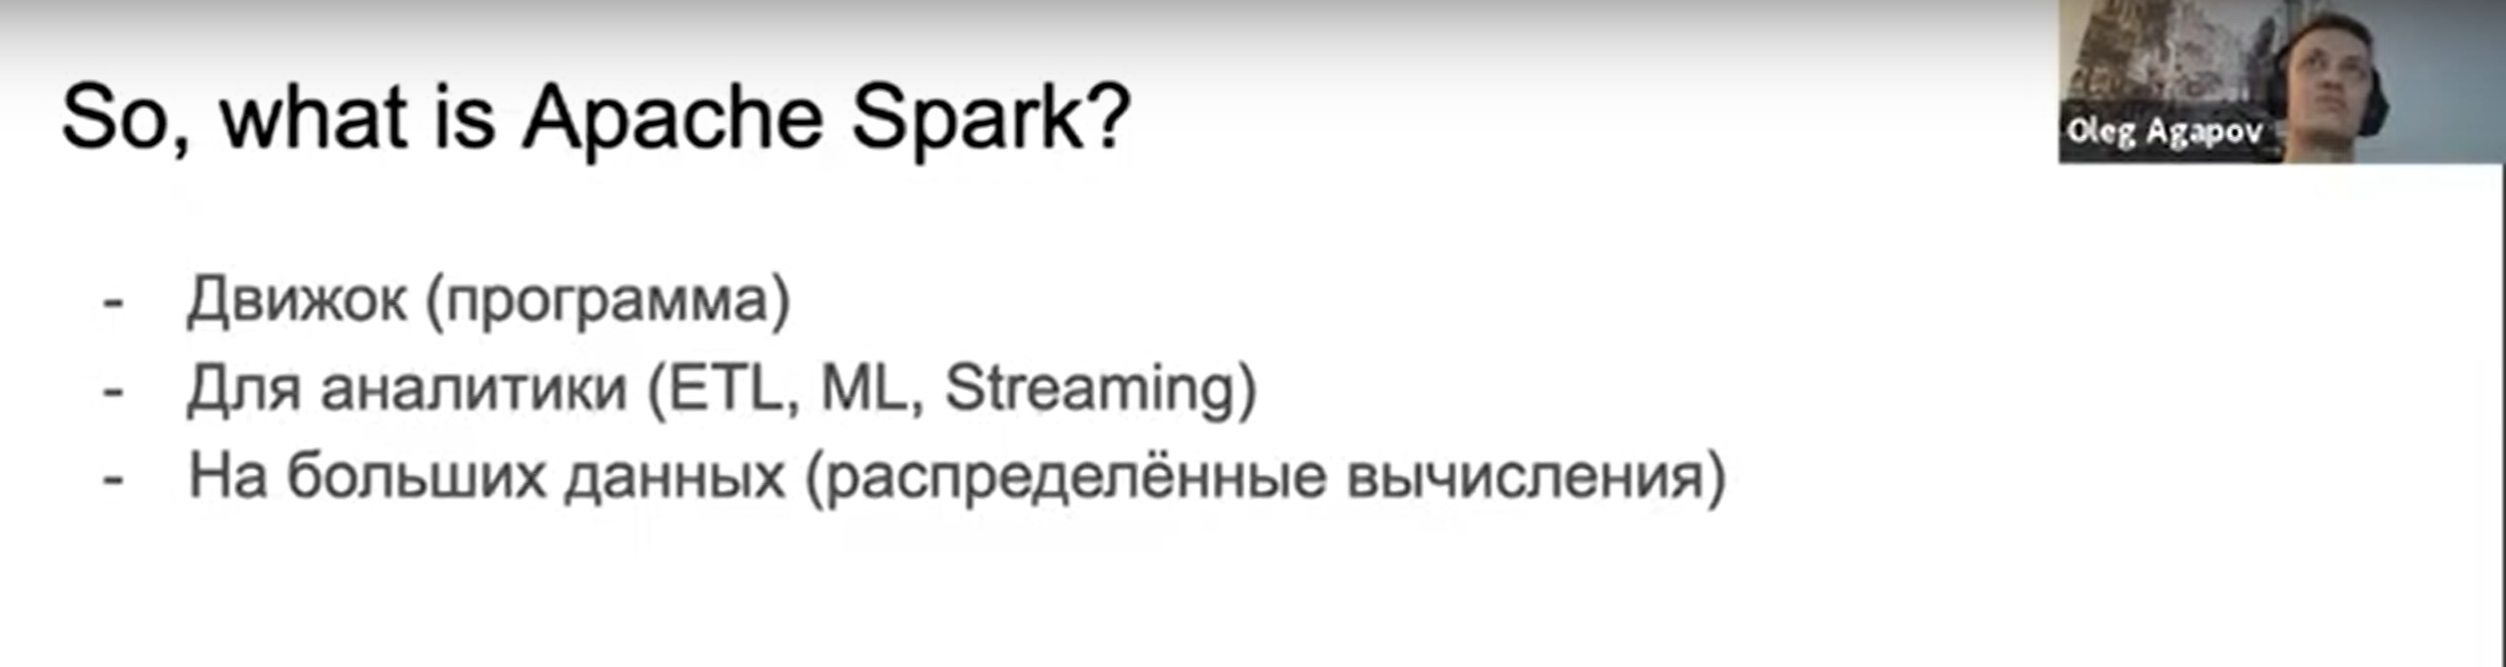 So, what is Apache Spark?
Oleg Agapov
- Движок (программа)
- Для аналитики (ETL, ML, Streaming)
- На больших данных (распределённые вычисления)